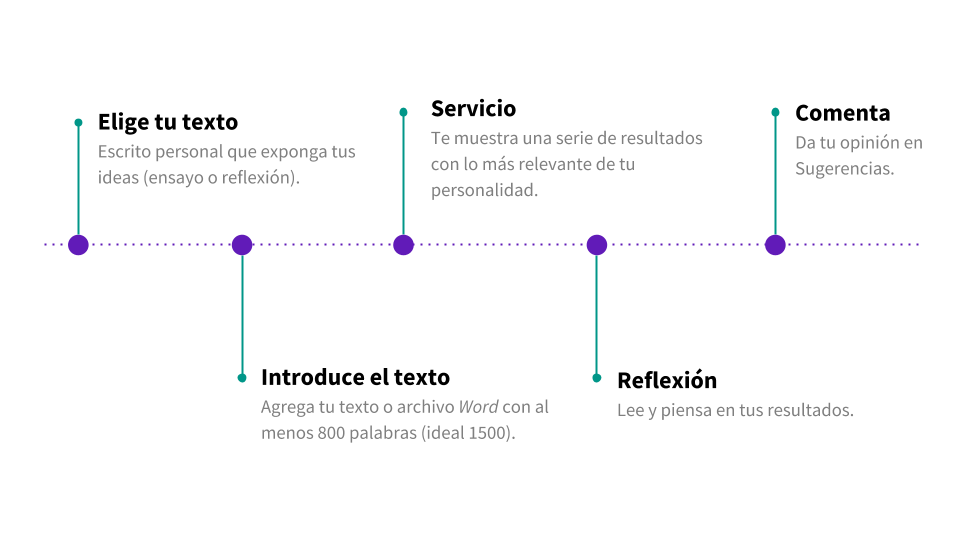 Elige tu texto
Escrito personal que exponga tus
ideas (ensayo o reflexión).
Introduce el texto
Agrega tu texto o archivo Word con al
menos 800 palabras (ideal 1500).
Servicio
Te muestra una serie de resultados
con lo más relevante de tu
personalidad.
Reflexión
Lee y piensa en tus resultados.
Comenta
Da tu opinión en
Sugerencias.